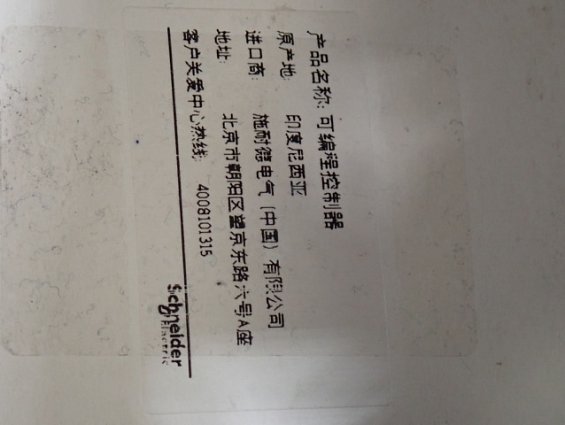 产品名称: 可编程控制器
原产地: 印度尼西亚
进口商: 施耐德电气（中国）有限公司
地址: 北京市朝阳区望京东路六号A座
客户关爱中心热线: 4008101315
Schneider
Electric